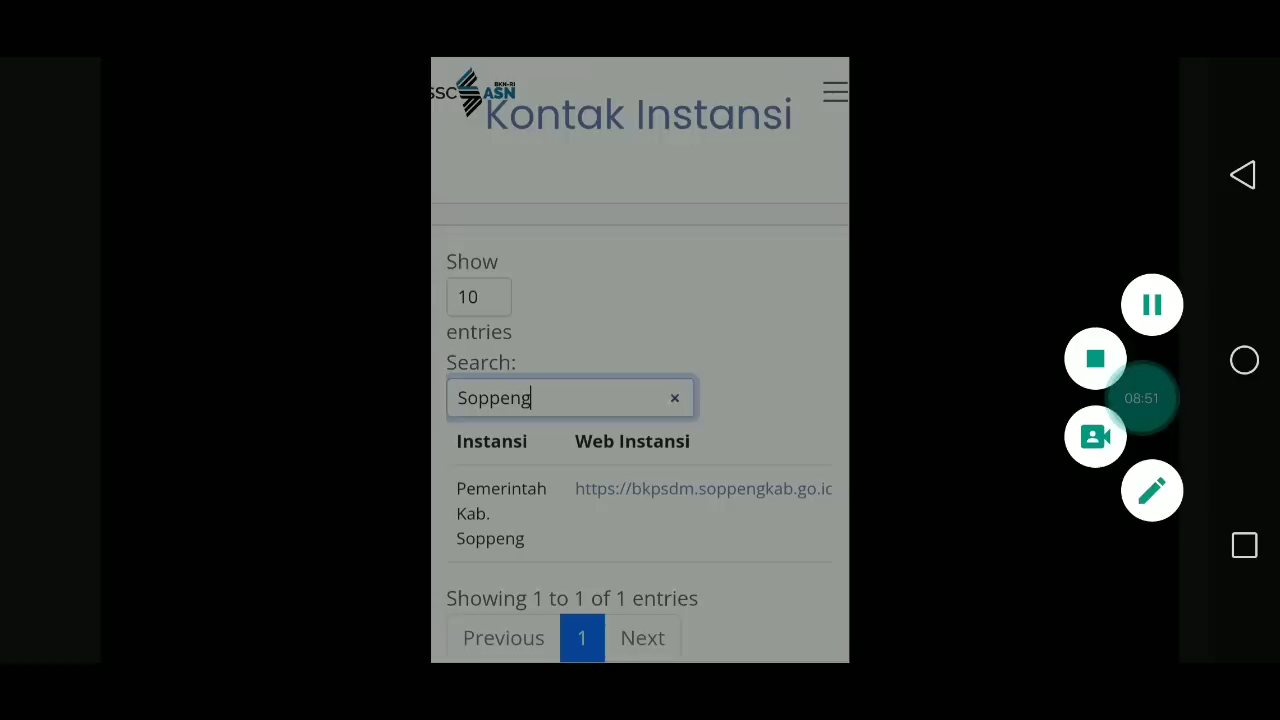 BKN-RI
SSC ASN
Kontak Instansi
Show
10
entries
Search:
Soppeng ×
Instansi Web Instansi
Pemerintah https://bkpsdm.soppengkab.go.id
Kab.
Soppeng
Showing 1 to 1 of 1 entries
Previous 1 Next
08:51